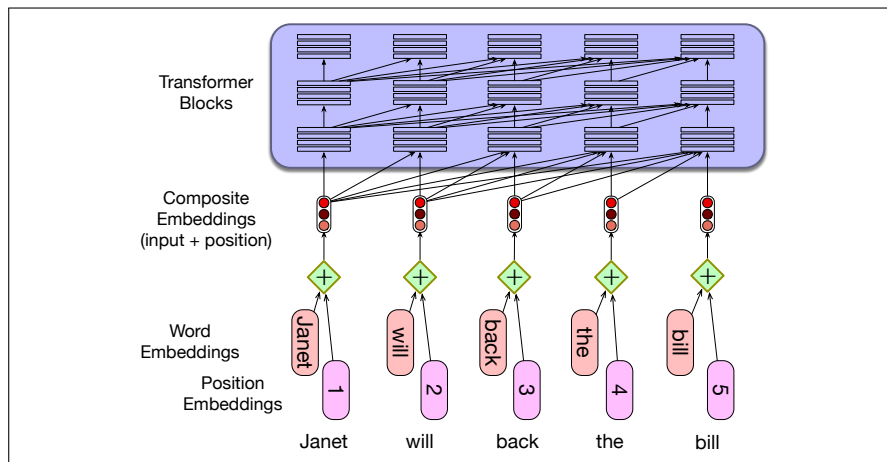 Transformer
Blocks
Composite
Embeddings
(input + position)
+ + + + +
Word
Embeddings
Janet will back the bill
Position
Embeddings
1 2 3 4 5
Janet will back the bill